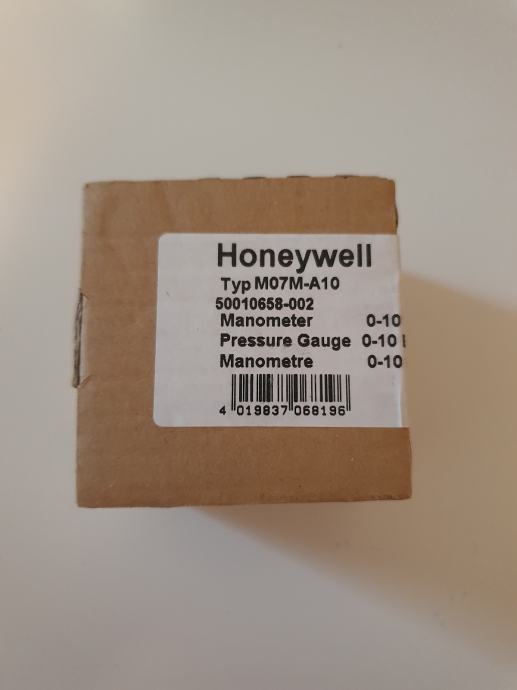 Honeywell
Typ M07M-A10
50010658-002
Manometer 0-10
Pressure Gauge 0-10
Manometre 0-10
4 019837 068196